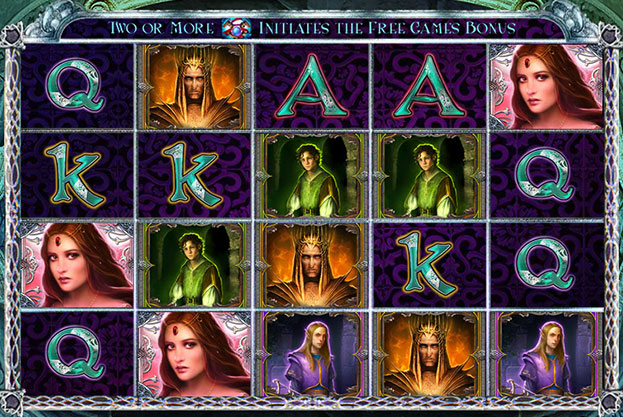 TWO OR MORE INITIATES THE FREE GAMES BONUS
Q A A
K K Q
K Q
Q